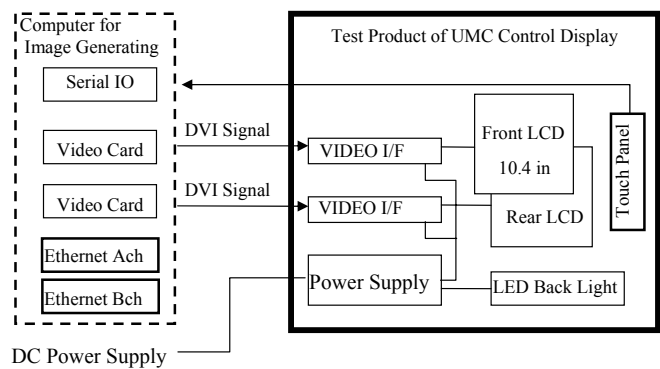 Computer for
Image Generating
Serial IO
Video Card
Video Card
Ethernet Ach
Ethernet Bch
DC Power Supply
DVI Signal
DVI Signal
Test Product of UMC Control Display
VIDEO I/F
VIDEO I/F
Power Supply
Front LCD
10.4 in
Rear LCD
LED Back Light
Touch Panel